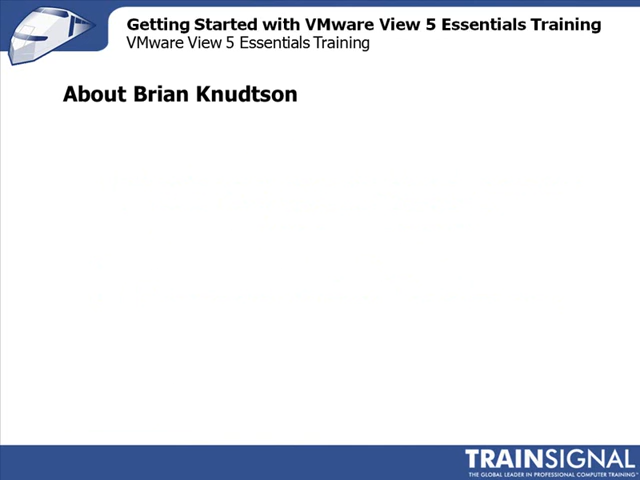 Getting Started with VMware View 5 Essentials Training
VMware View 5 Essentials Training
About Brian Knudtson
TRAINSIGNAL
THE GLOBAL LEADER IN PROFESSIONAL COMPUTER TRAINING™